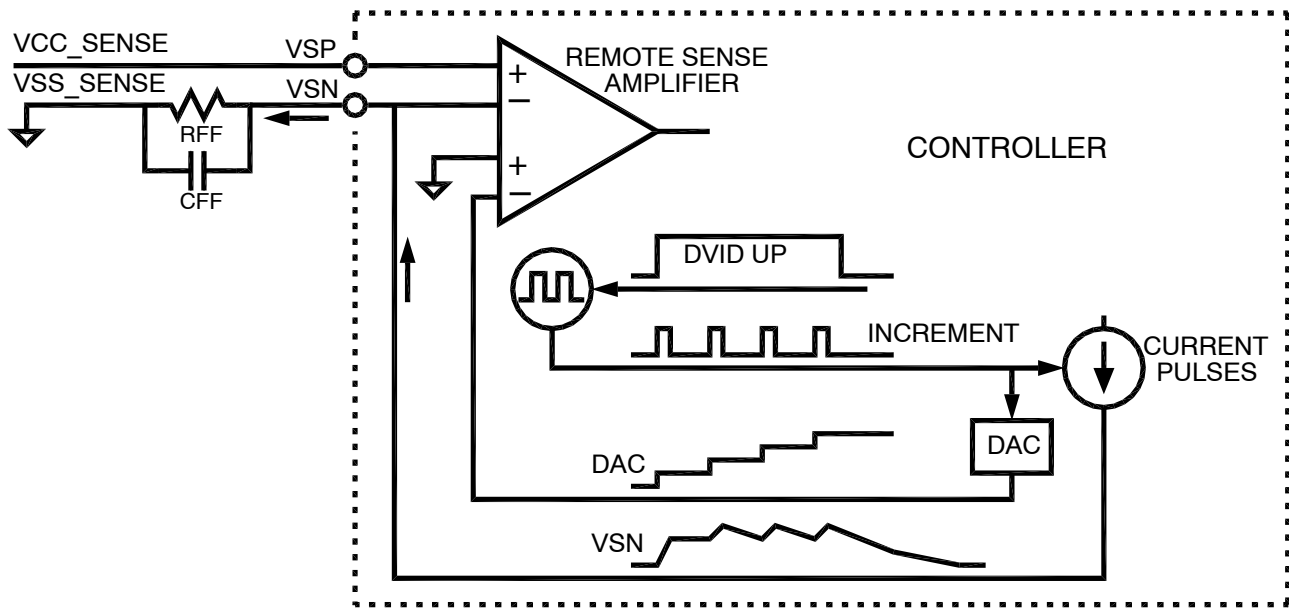 VCC_SENSE
VSP
VSS_SENSE
VSN
RFF
CFF
REMOTE SENSE
AMPLIFIER
+
−
+
−
CONTROLLER
DVID UP
INCREMENT
CURRENT
PULSES
DAC
DAC
VSN